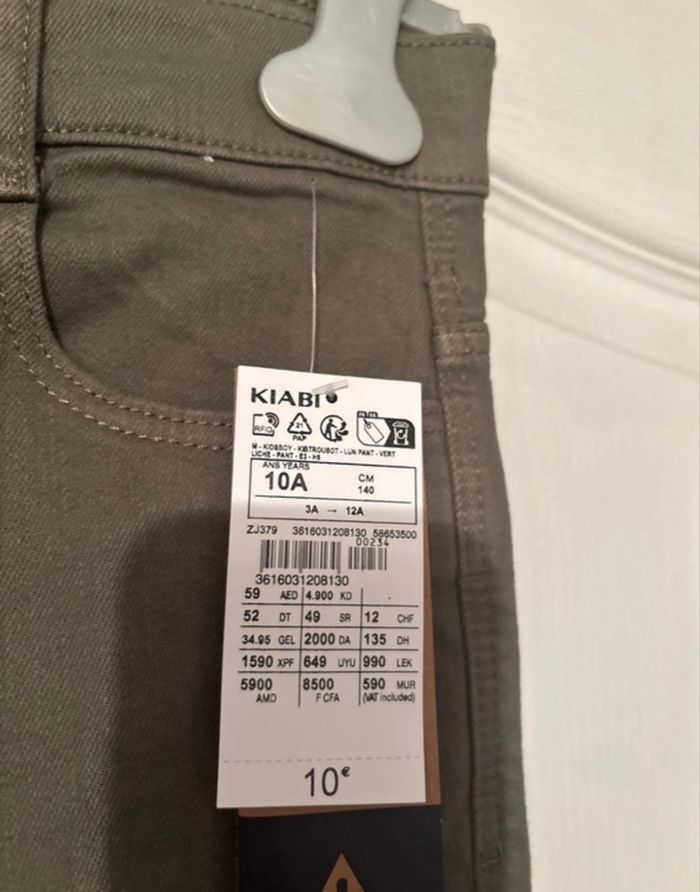 KIABI
RFID
21
PAP
FR/BE
M - KIDSBOY - KIBTROUBOT - LUN PANT - VERT
LICHE - PANT - E3 - H6
ANS YEARS
10A CM
140
3A → 12A
ZJ379 3616031208130 58653500
00234
3616031208130
59 AED 4.900 KD .
52 DT 49 SR 12 CHF
34.95 GEL 2000 DA 135 DH
1590 XPF 649 UYU 990 LEK
5900 AMD 8500 F CFA 590 MUR
(VAT included)
10€